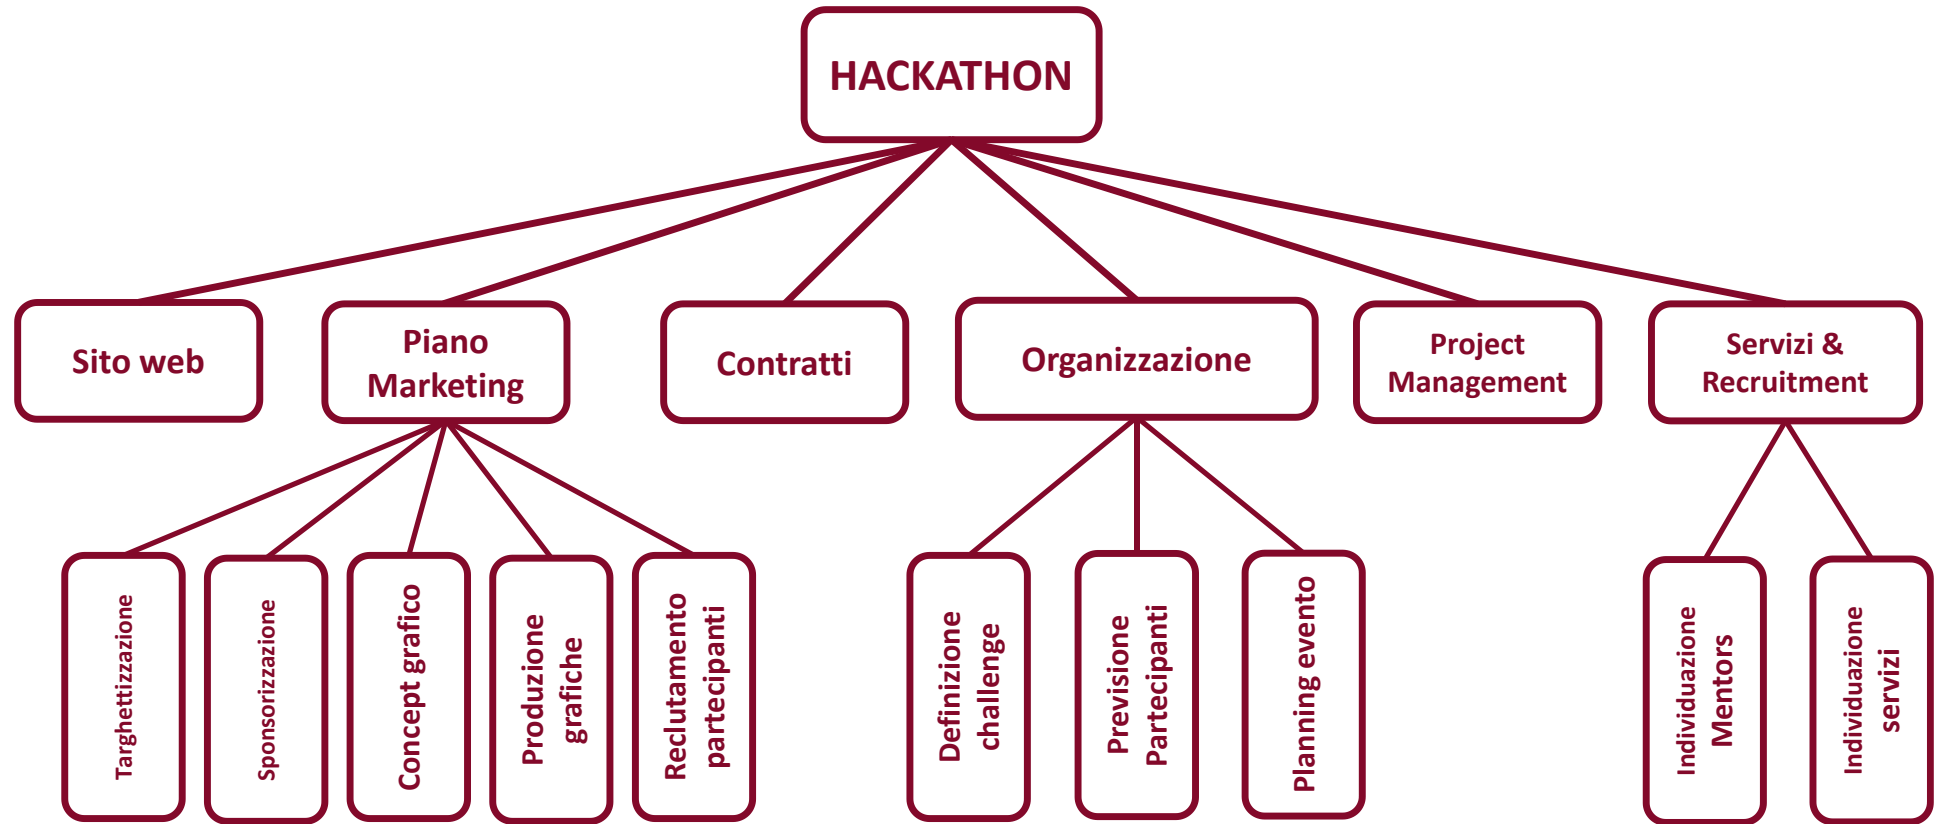 HACKATHON
Sito web
Piano
Marketing
Contratti
Organizzazione
Project
Management
Servizi &
Recruitment
Targhettizzazione
Sponsorizzazione
Concept grafico
Produzione
grafiche
Reclutamento
partecipanti
Definizione
challenge
Previsione
Partecipanti
Planning evento
Individuazione
Mentors
Individuazione
servizi